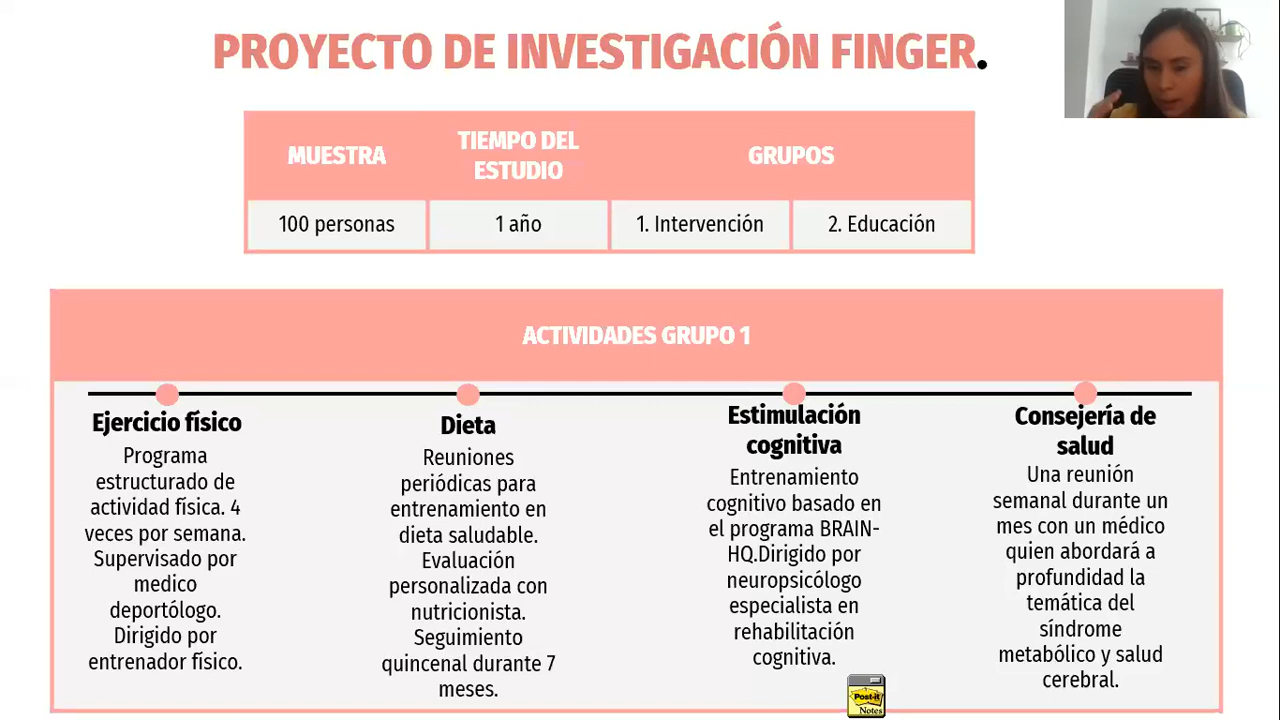 PROYECTO DE INVESTIGACIÓN FINGER.
MUESTRA
TIEMPO DEL
ESTUDIO
GRUPOS
100 personas
1 año
1. Intervención
2. Educación
ACTIVIDADES GRUPO 1
Ejercicio físico
Programa
estructurado de
actividad física. 4
veces por semana.
Supervisado por
medico
deportólogo.
Dirigido por
entrenador físico.
Dieta
Reuniones
periódicas para
entrenamiento en
dieta saludable.
Evaluación
personalizada con
nutricionista.
Seguimiento
quincenal durante 7
meses.
Estimulación
cognitiva
Entrenamiento
cognitivo basado en
el programa BRAIN-
HQ.Dirigido por
neuropsicólogo
especialista en
rehabilitación
cognitiva.
Consejería de
salud
Una reunión
semanal durante un
mes con un médico
quien abordará a
profundidad la
temática del
síndrome
metabólico y salud
cerebral.
Post-it
Notes